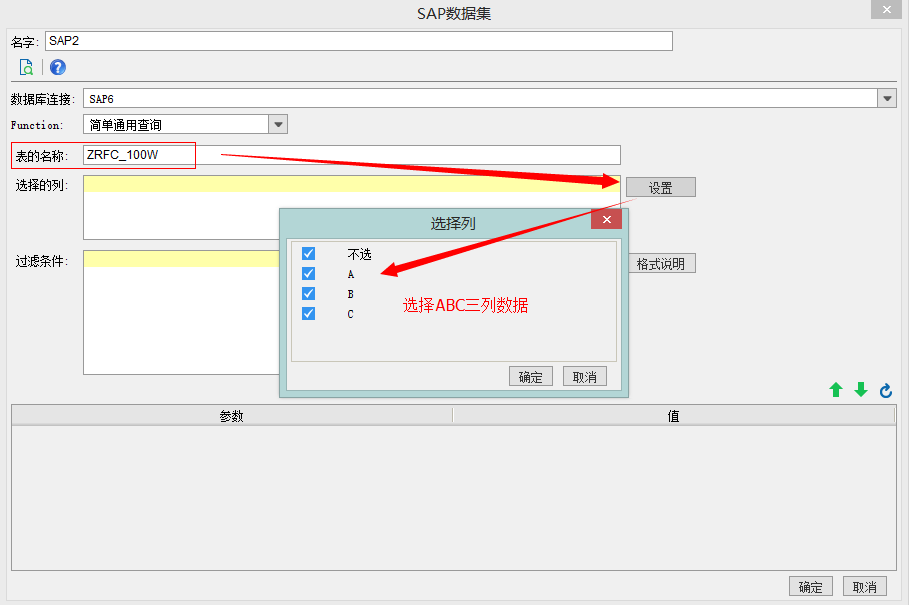 SAP数据集
名字:
SAP2
数据库连接:
SAP6
Function:
简单通用查询
表的名称:
ZRFC_100W
选择的列:
设置
选择列
不选
A
B
C
选择ABC三列数据
确定
取消
过滤条件:
格式说明
参数
值
确定
取消